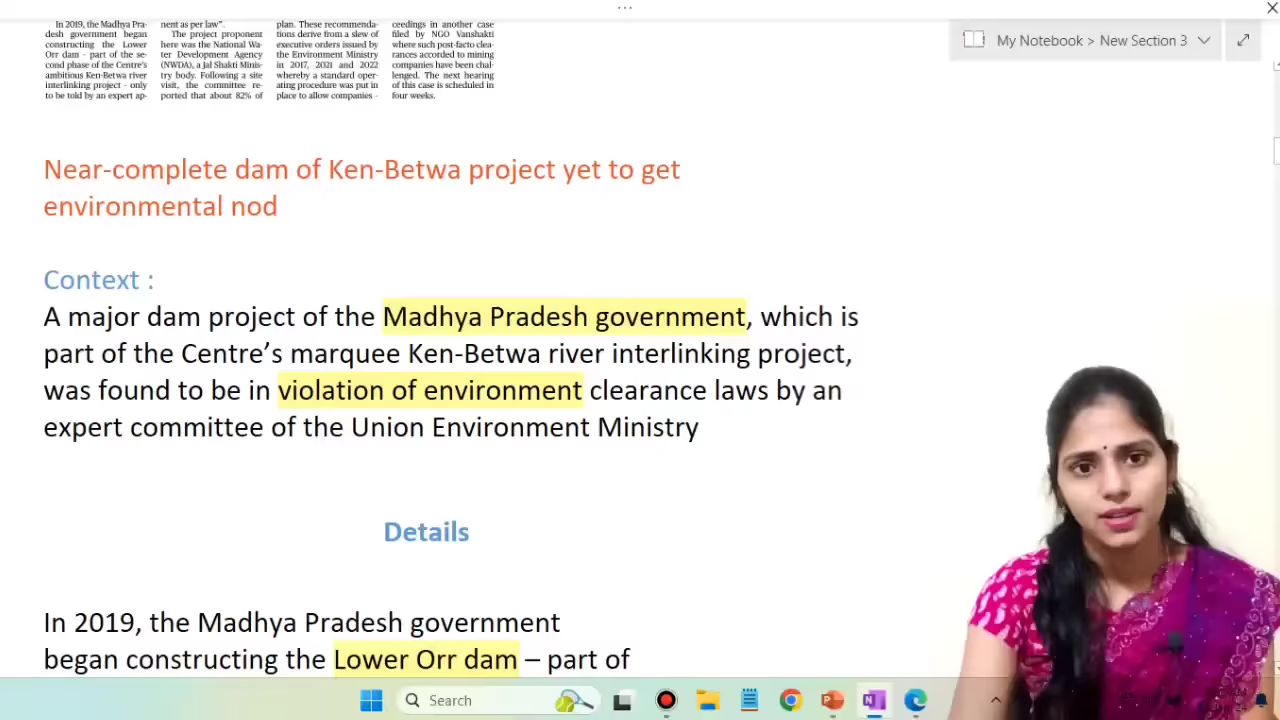 In 2019, the Madhya Pra-
desh government began
constructing the Lower
Orr dam - part of the se-
cond phase of the Centre's
ambitious Ken-Betwa river
interlinking project - only
to be told by an expert ap-
nent as per law".
The project proponent
here was the National Wa-
ter Development Agency
(NWDA), a Jal Shakti Minis-
try body. Following a site
visit, the committee re-
ported that about 82% of
plan. These recommenda-
tions derive from a slew of
executive orders issued by
the Environment Ministry
in 2017, 2021 and 2022
whereby a standard oper-
ating procedure was put in
place to allow companies -
ceedings in another case
filed by NGO Vanshakti
where such post-facto clea-
rances accorded to mining
companies have been chal-
lenged. The next hearing
of this case is scheduled in
four weeks.
My Notebook > New Section 3
Near-complete dam of Ken-Betwa project yet to get
environmental nod
Context :
A major dam project of the Madhya Pradesh government, which is
part of the Centre's marquee Ken-Betwa river interlinking project,
was found to be in violation of environment clearance laws by an
expert committee of the Union Environment Ministry
Details
In 2019, the Madhya Pradesh government
began constructing the Lower Orr dam – part of
Search